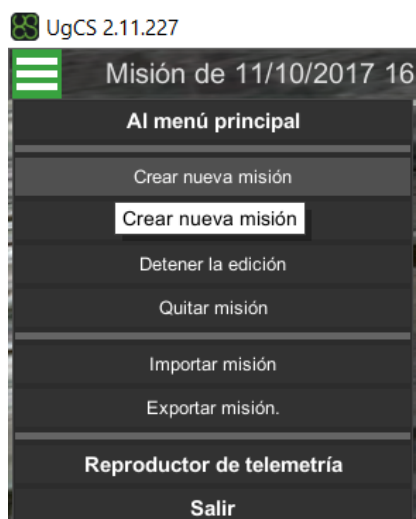 UgCS 2.11.227
Misión de 11/10/2017 16
Al menú principal
Crear nueva misión
Crear nueva misión
Detener la edición
Quitar misión
Importar misión
Exportar misión.
Reproductor de telemetría
Salir